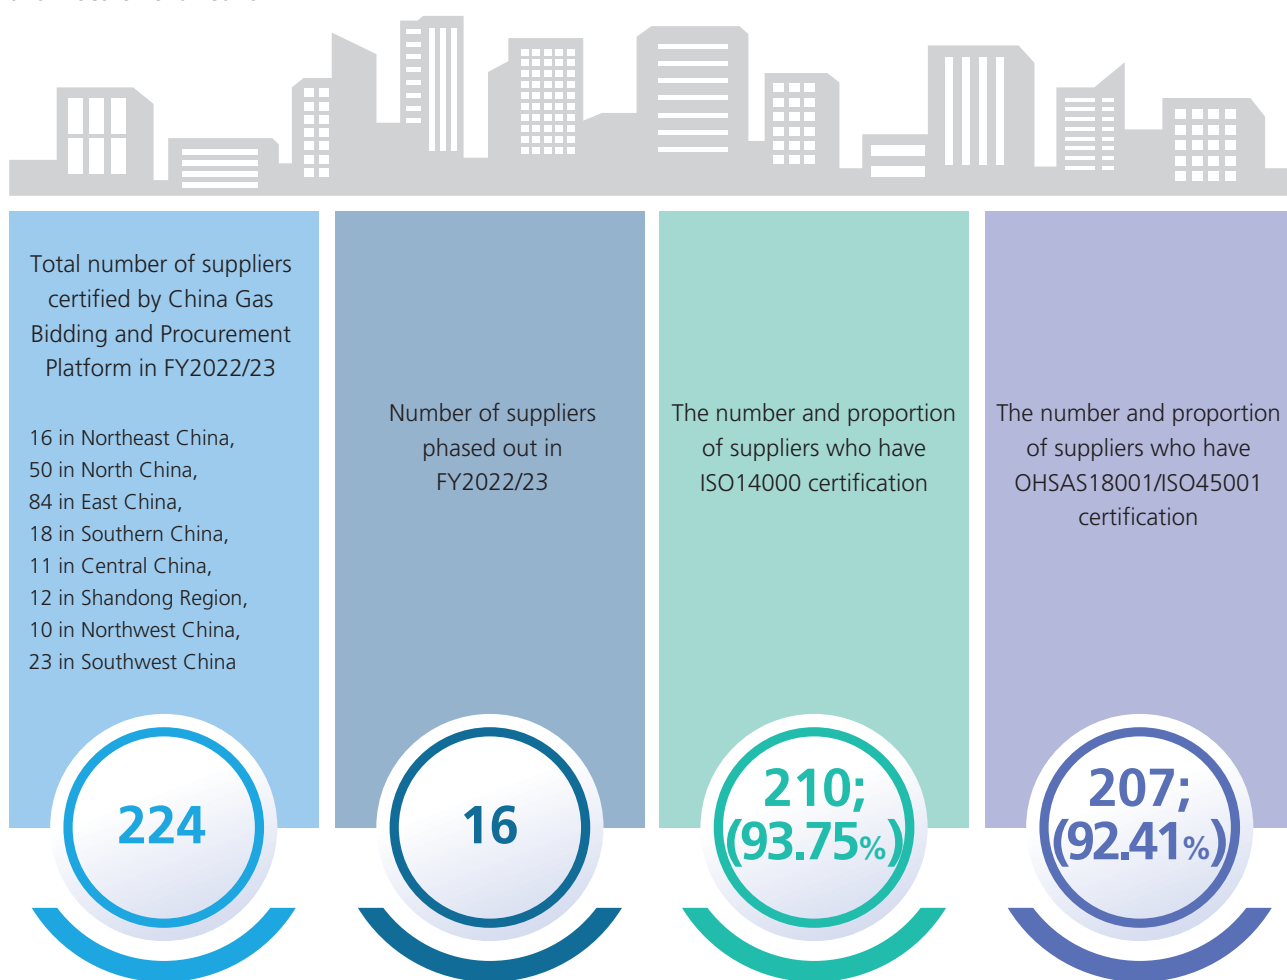 Total number of suppliers
certified by China Gas
Bidding and Procurement
Platform in FY2022/23
16 in Northeast China,
50 in North China,
84 in East China,
18 in Southern China,
11 in Central China,
12 in Shandong Region,
10 in Northwest China,
23 in Southwest China
224
Number of suppliers
phased out in
FY2022/23
16
The number and proportion
of suppliers who have
ISO14000 certification
210;
(93.75%)
The number and proportion
of suppliers who have
OHSAS18001/ISO45001
certification
207;
(92.41%)